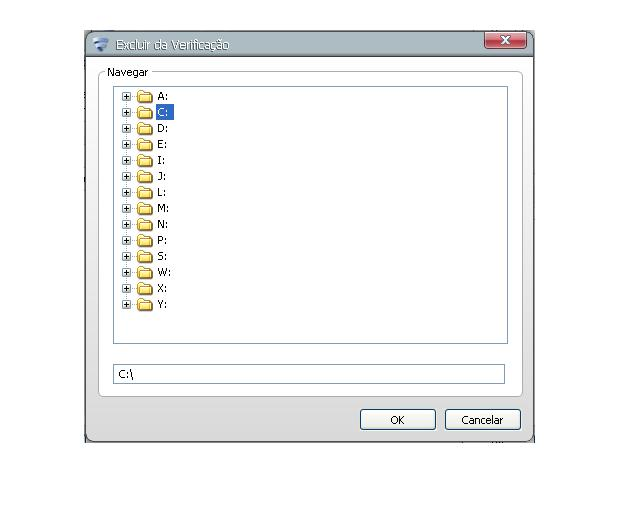 Excluir da Verificação
Navegar
A:
C:
D:
E:
I:
J:
L:
M:
N:
P:
S:
W:
X:
Y:
C:\
OK
Cancelar